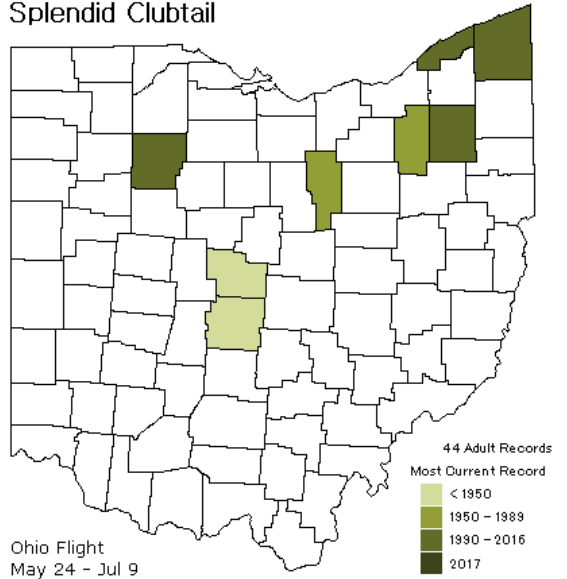 Splendid Clubtail
44 Adult Records
Most Current Record
< 1950
1950 - 1989
1990 - 2016
2017
Ohio Flight
May 24 - Jul 9